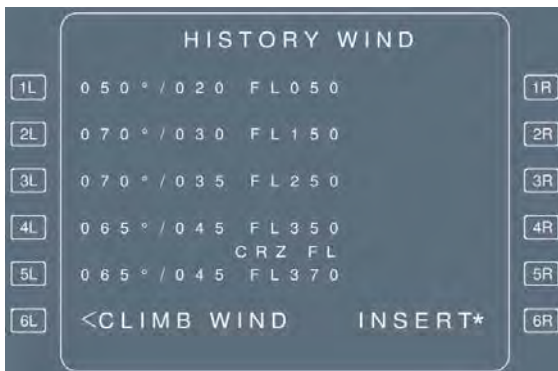 HISTORY WIND
1L 050°/020 FL050 1R
2L 070°/030 FL150 2R
3L 070°/035 FL250 3R
4L 065°/045 FL350 4R
CRZ FL
5L 065°/045 FL370 5R
6L <CLIMB WIND INSERT* 6R